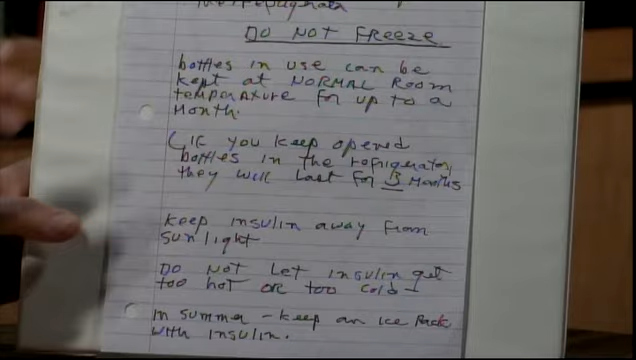 the refrigerator
DO NOT FREEZE
bottles in use can be
kept at NORMAL ROOM
temperature for up to a
Month.
(If you keep opened
bottles in the refrigerator,
they will last for 3 Months
Keep insulin away from
sunlight
DO NOT Let insulin get
too hot or too cold-
In summer - keep an ice pack
with insulin.